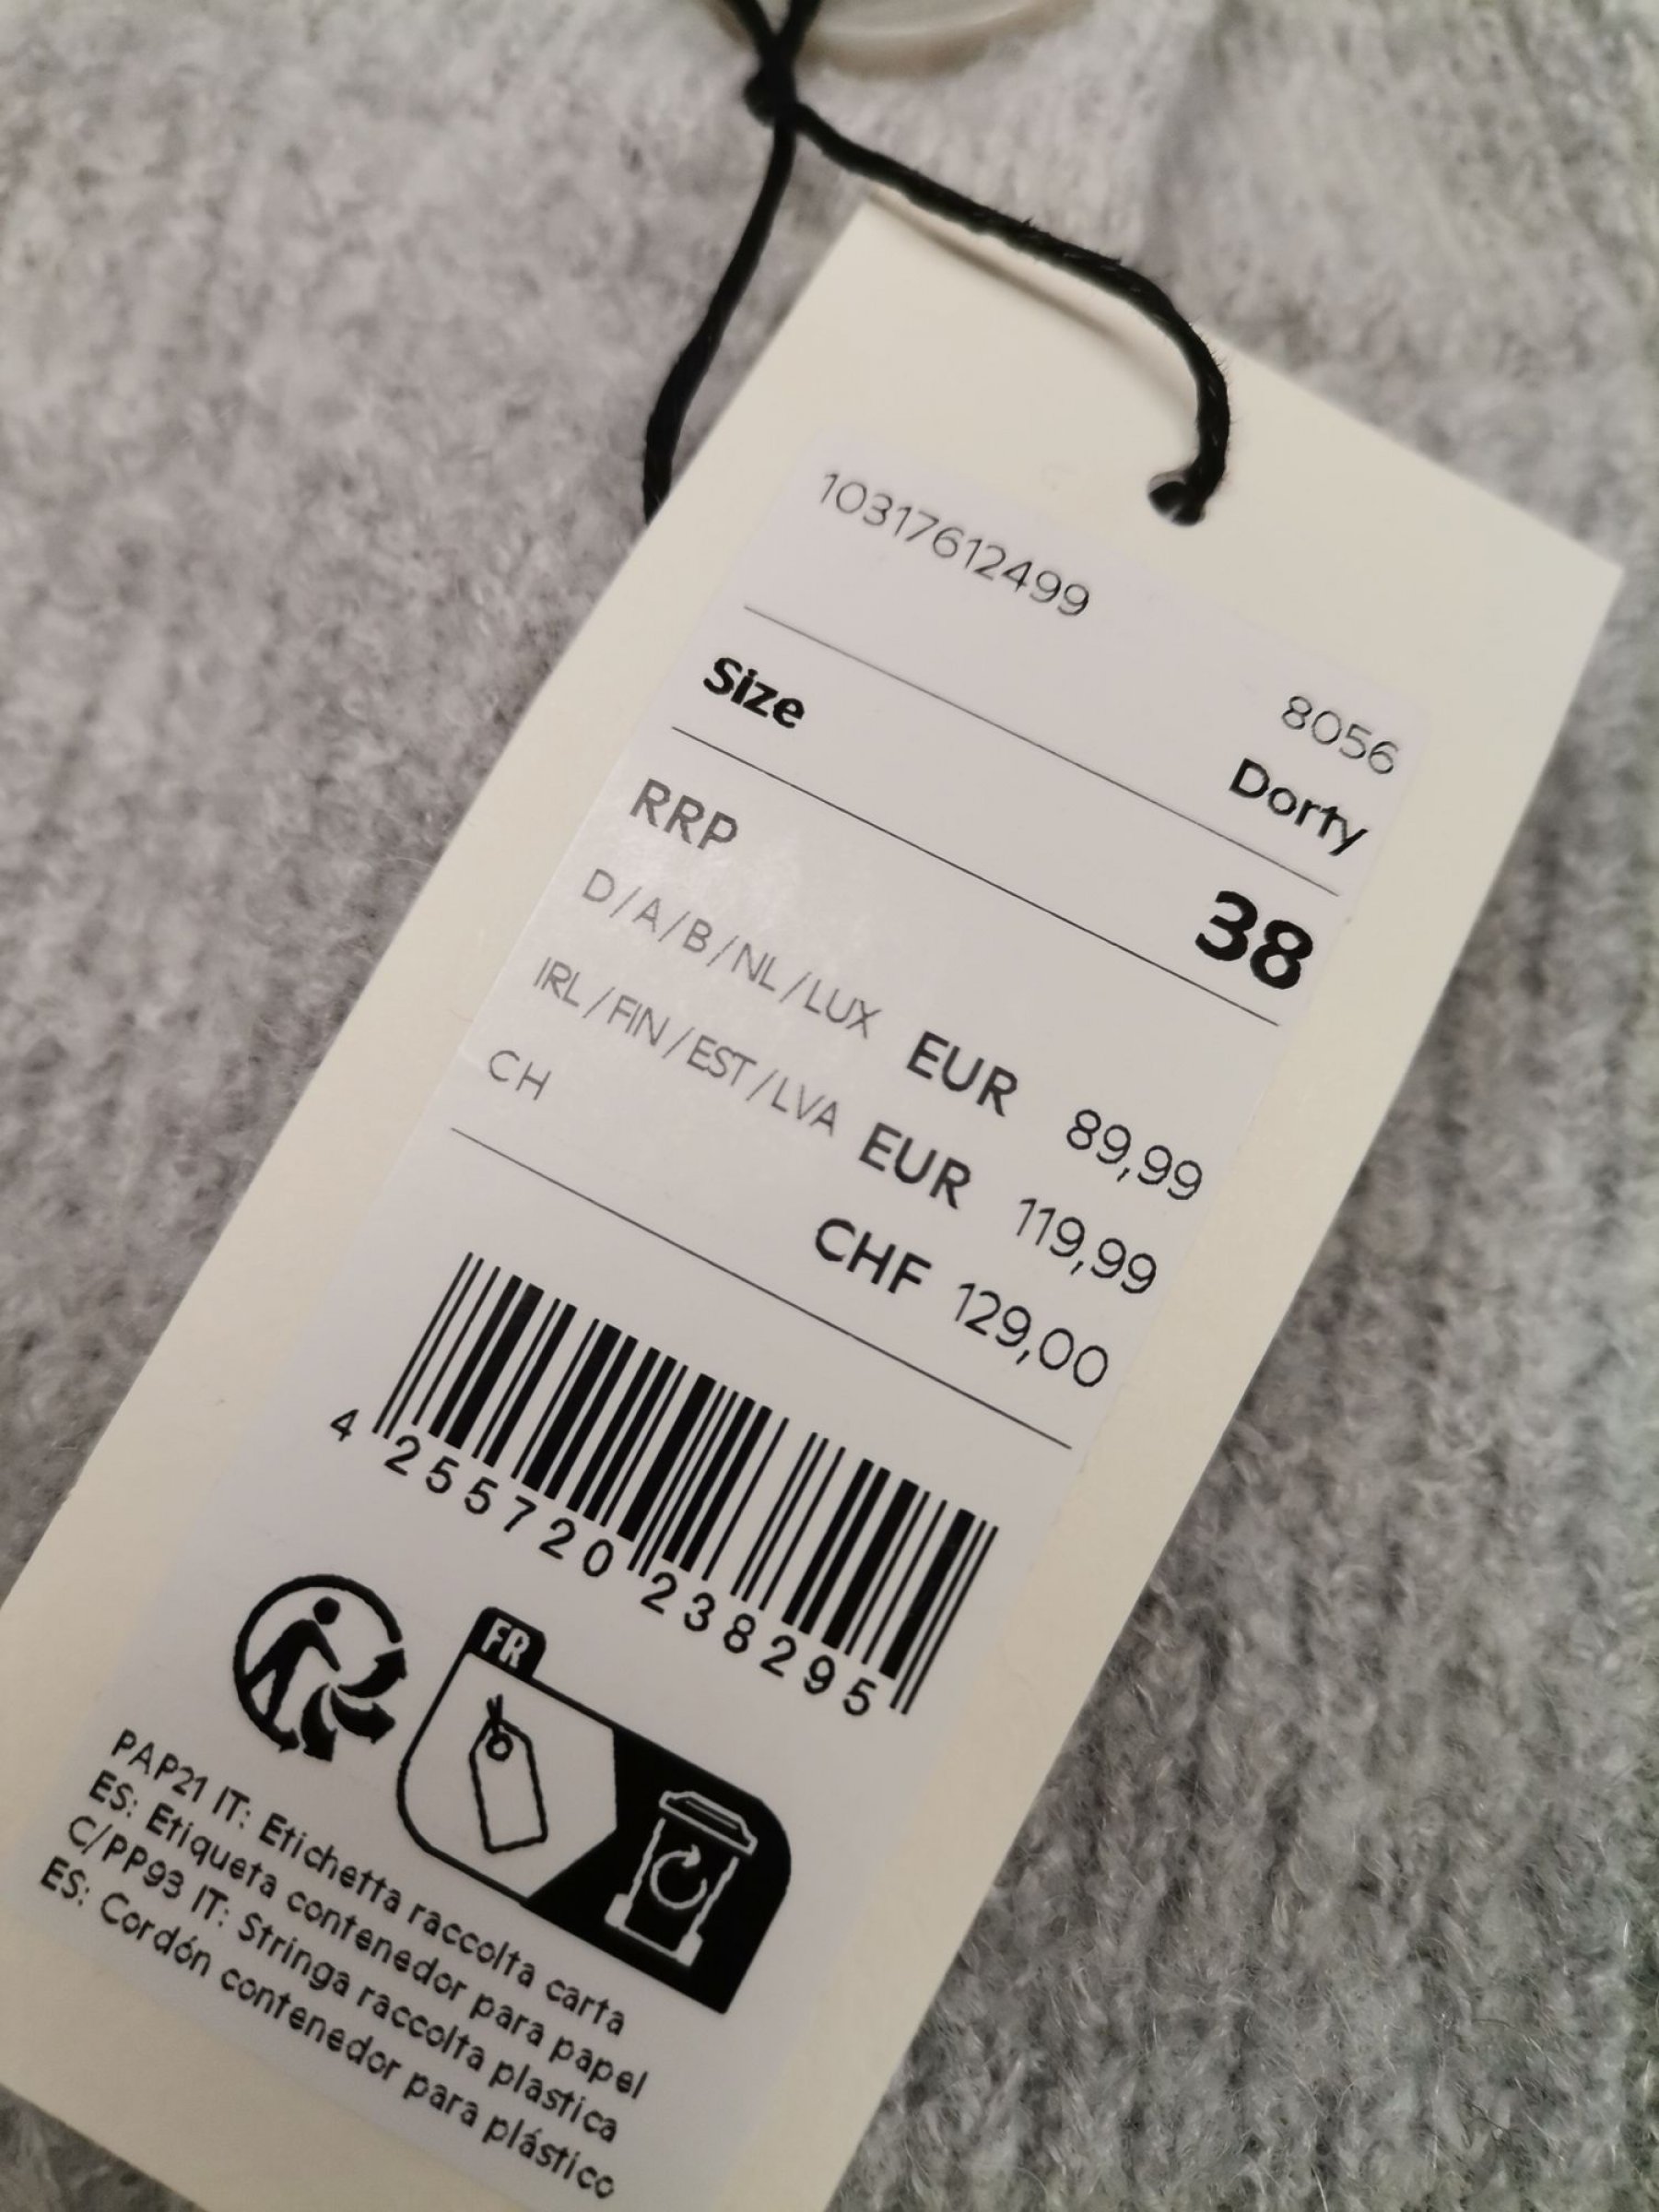 10317612499
8056
Dorty
Size 38
RRP
D/A/B/NL/LUX EUR 89,99
IRL/FIN/EST/LVA EUR 119,99
CH CHF 129,00
4 255720 238295
FR
PAP21 IT: Etichetta raccolta carta
ES: Etiqueta contenedor para papel
C/PP93 IT: Stringa raccolta plastica
ES: Cordón contenedor para plástico